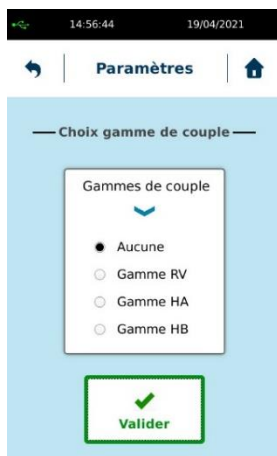 14:56:44 19/04/2021
Paramètres
Choix gamme de couple
Gammes de couple
Aucune
Gamme RV
Gamme HA
Gamme HB
Valider